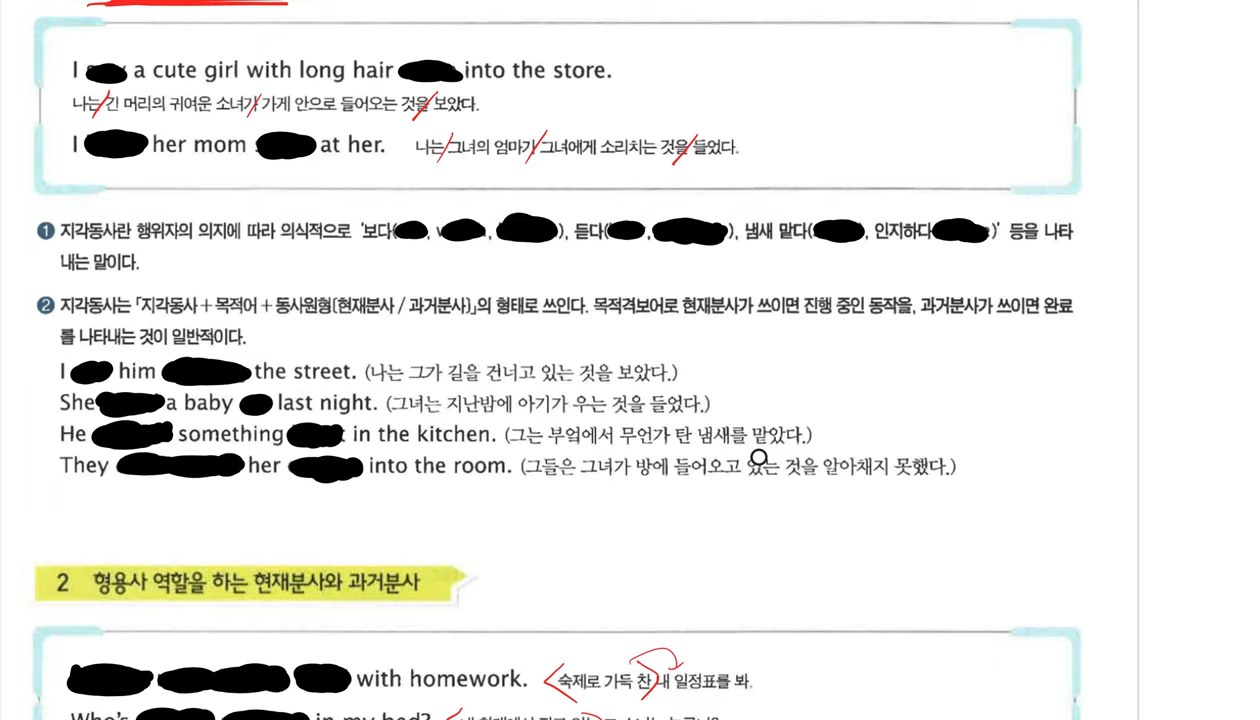 I a cute girl with long hair into the store.
나는 긴 머리의 귀여운 소녀가 가게 안으로 들어오는 것을 보았다.
I her mom at her. 나는 그녀의 엄마가 그녀에게 소리치는 것을 들었다.
1 지각동사란 행위자의 의지에 따라 의식적으로 '보다( , , ), 듣다( , ), 냄새 맡다( ), 인지하다( )' 등을 나타
내는 말이다.
2 지각동사는 「지각동사 + 목적어 + 동사원형[현재분사 / 과거분사]」의 형태로 쓰인다. 목적격보어로 현재분사가 쓰이면 진행 중인 동작을, 과거분사가 쓰이면 완료
를 나타내는 것이 일반적이다.
I him the street. (나는 그가 길을 건너고 있는 것을 보았다.)
She a baby last night. (그녀는 지난밤에 아기가 우는 것을 들었다.)
He something in the kitchen. (그는 부엌에서 무언가 탄 냄새를 맡았다.)
They her into the room. (그들은 그녀가 방에 들어오고 있는 것을 알아채지 못했다.)
2 형용사 역할을 하는 현재분사와 과거분사
with homework. 숙제로 가득 찬 내 일정표를 봐.
Who's in my bed?